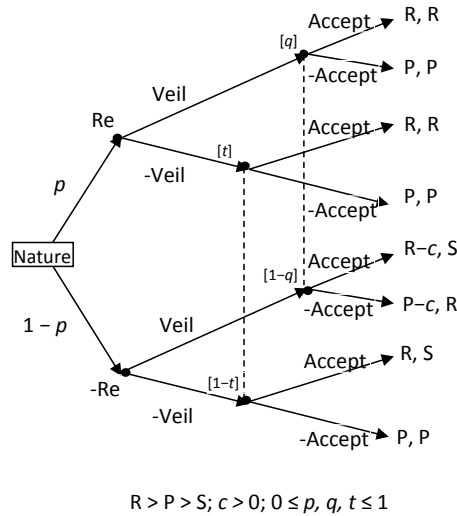 Accept R, R
[q]
-Accept P, P
Veil
Re
Accept R, R
[t]
-Veil
p
-Accept P, P
Nature
Accept R−c, S
[1−q]
1 − p
Veil
-Accept P−c, R
Accept R, S
-Re
[1−t]
-Veil
-Accept P, P
R > P > S; c > 0; 0 ≤ p, q, t ≤ 1